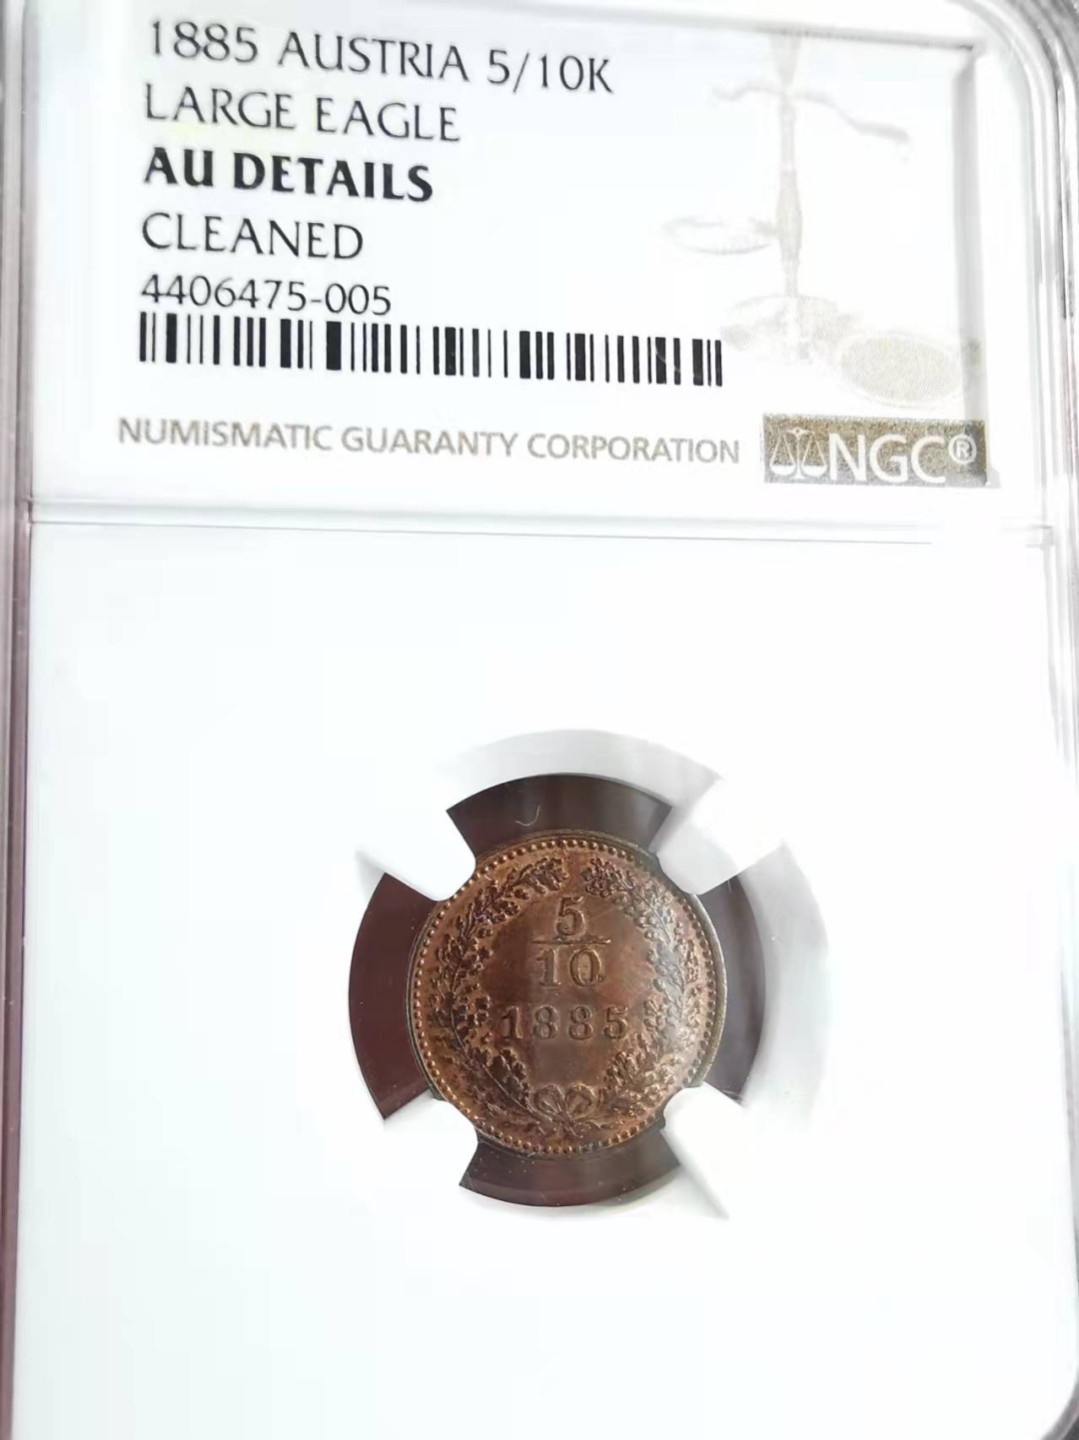 1885 AUSTRIA 5/10K
LARGE EAGLE
AU DETAILS
CLEANED
4406475-005
NUMISMATIC GUARANTY CORPORATION
NGC®
5
10
1885